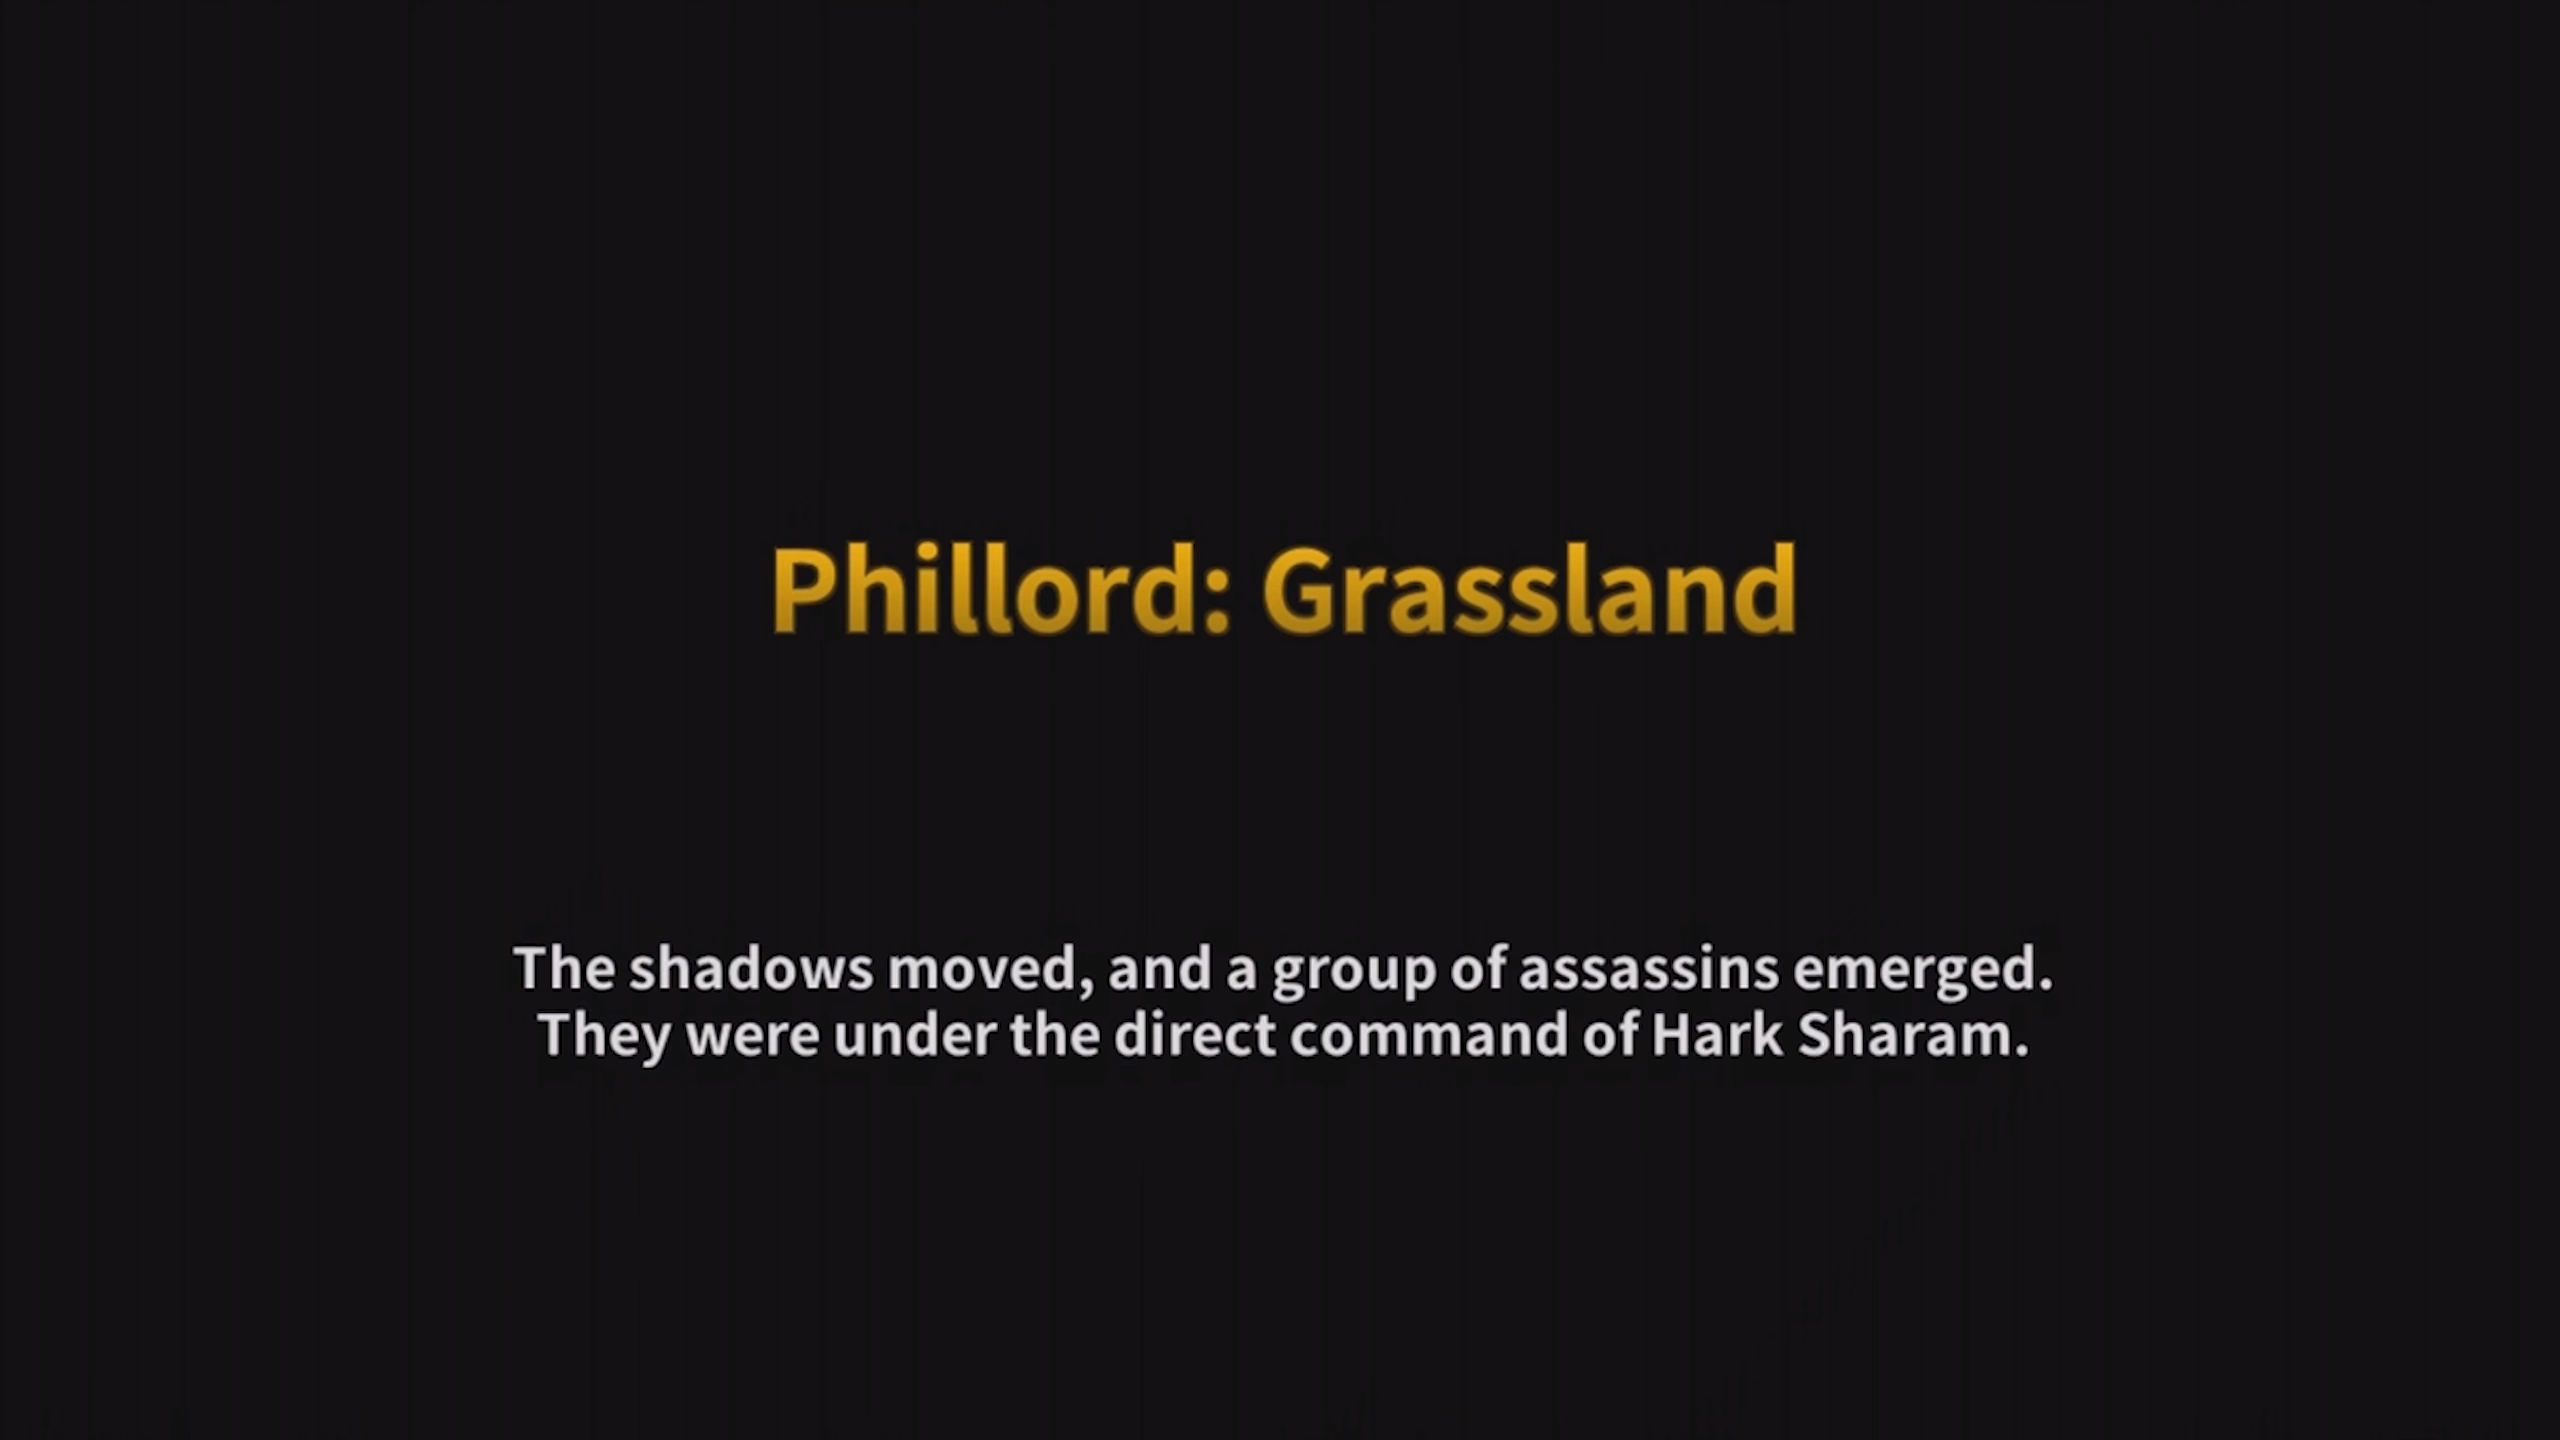 Phillord: Grassland
The shadows moved, and a group of assassins emerged.
They were under the direct command of Hark Sharam.